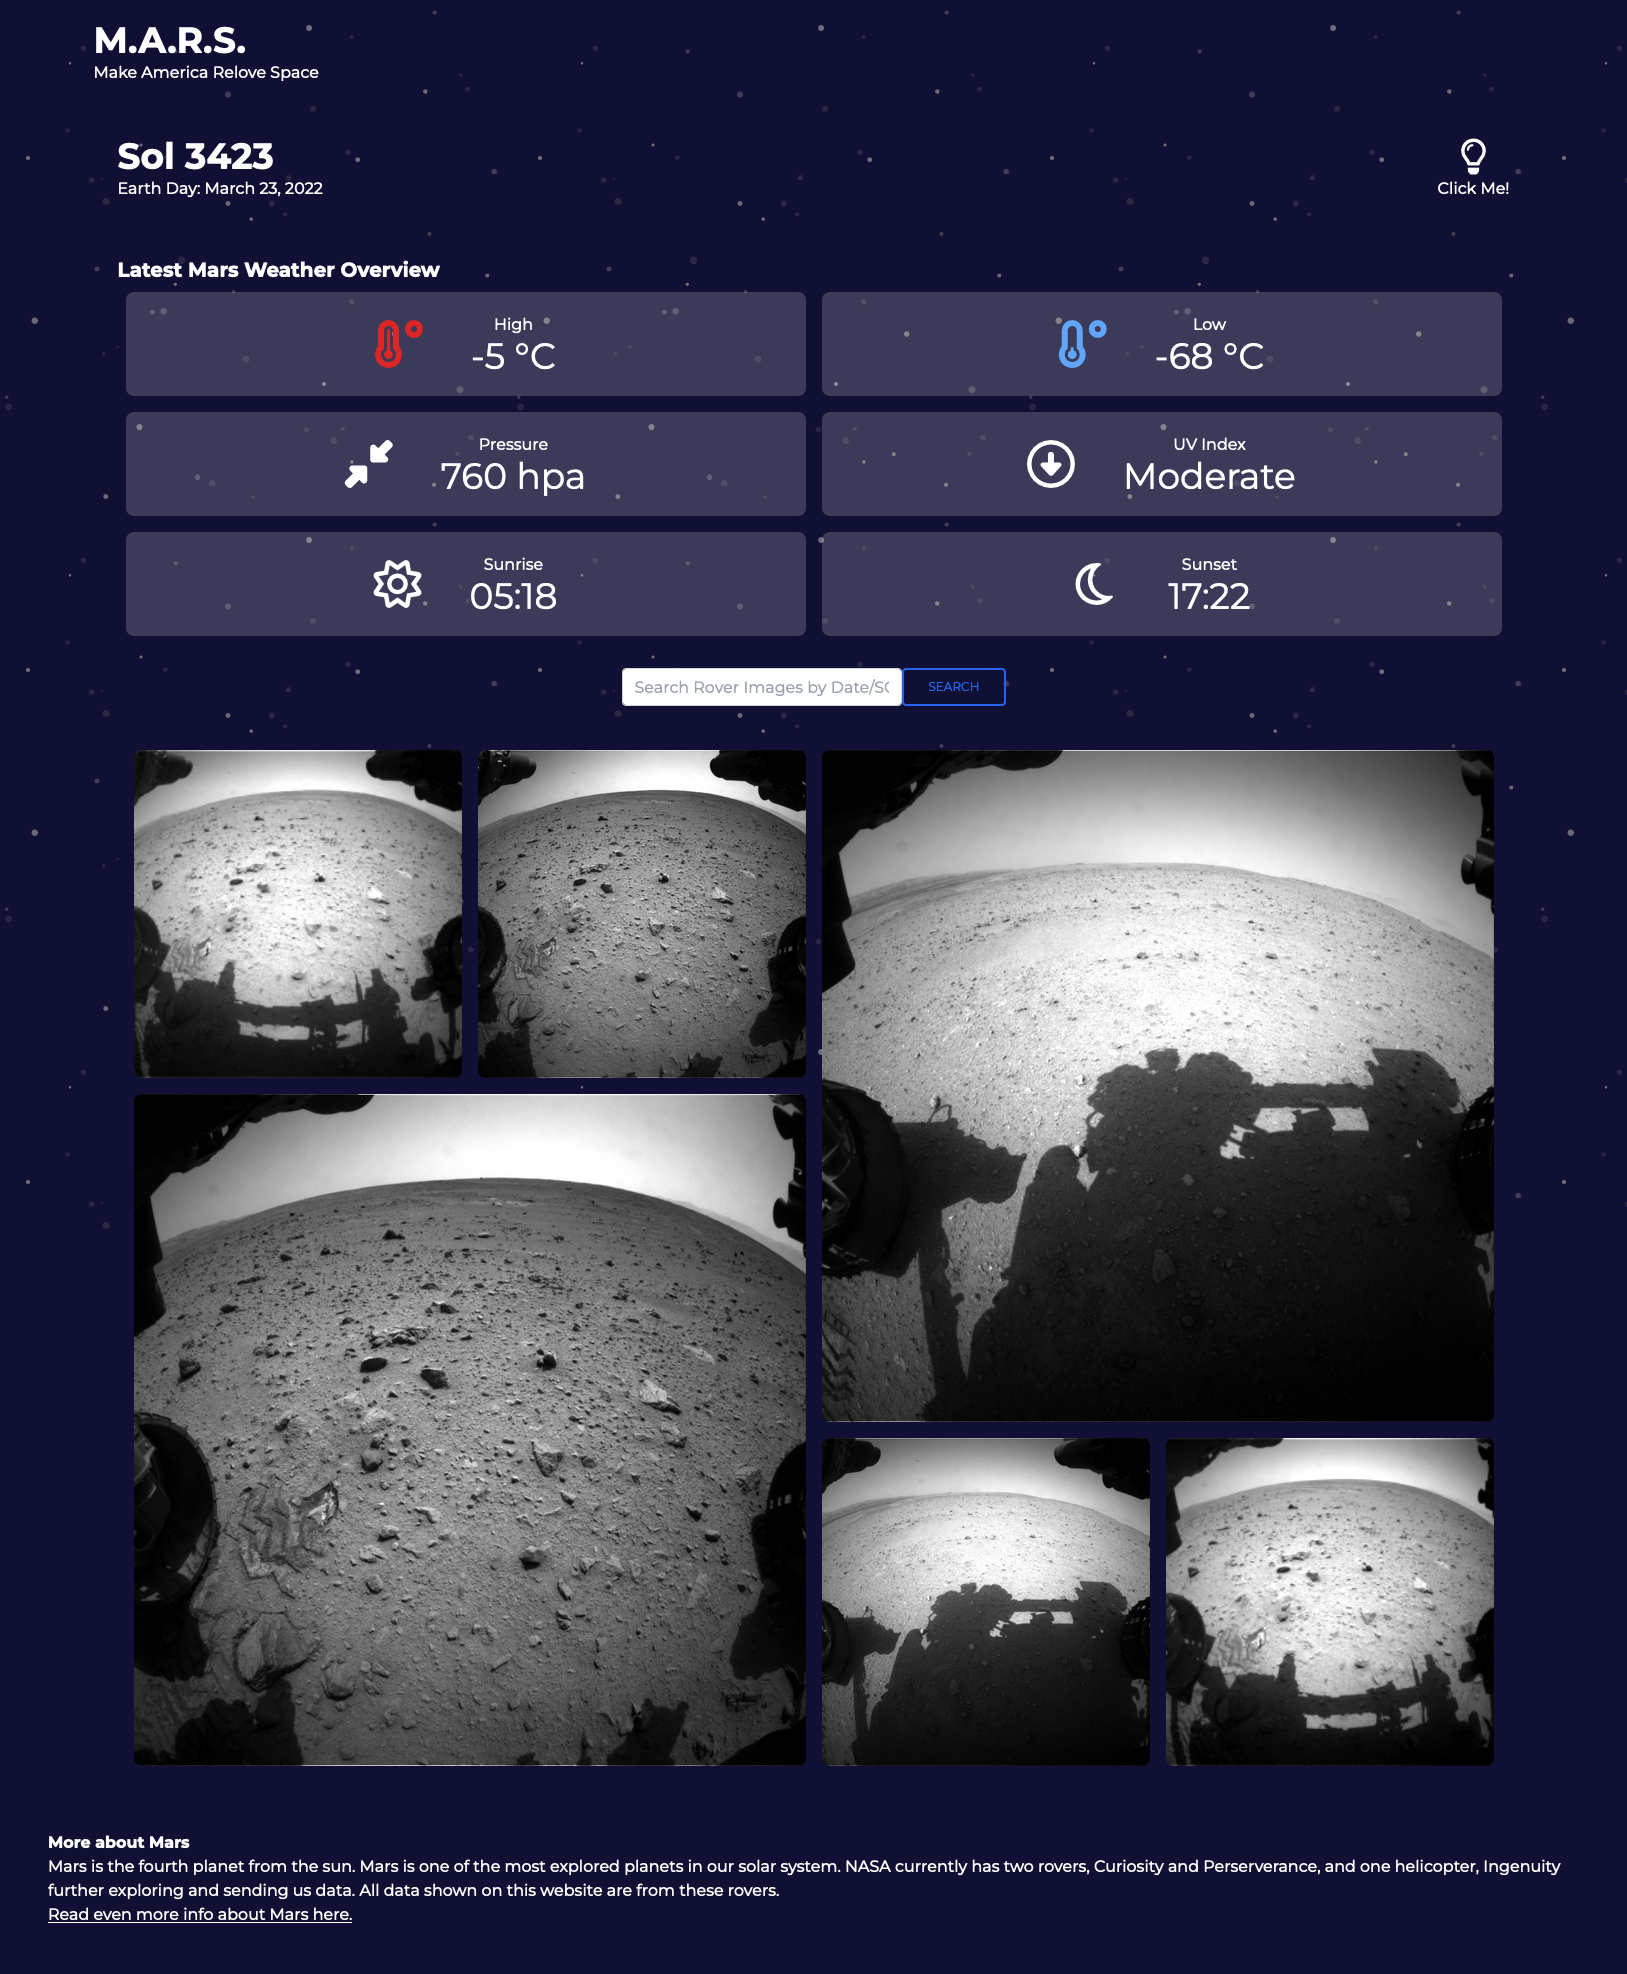 M.A.R.S.
Make America Relove Space
Sol 3423
Earth Day: March 23, 2022
Click Me!
Latest Mars Weather Overview
High
-5 °C
Low
-68 °C
Pressure
760 hpa
UV Index
Moderate
Sunrise
05:18
Sunset
17:22
Search Rover Images by Date/SO
SEARCH
More about Mars
Mars is the fourth planet from the sun. Mars is one of the most explored planets in our solar system. NASA currently has two rovers, Curiosity and Perserverance, and one helicopter, Ingenuity
further exploring and sending us data. All data shown on this website are from these rovers.
Read even more info about Mars here.